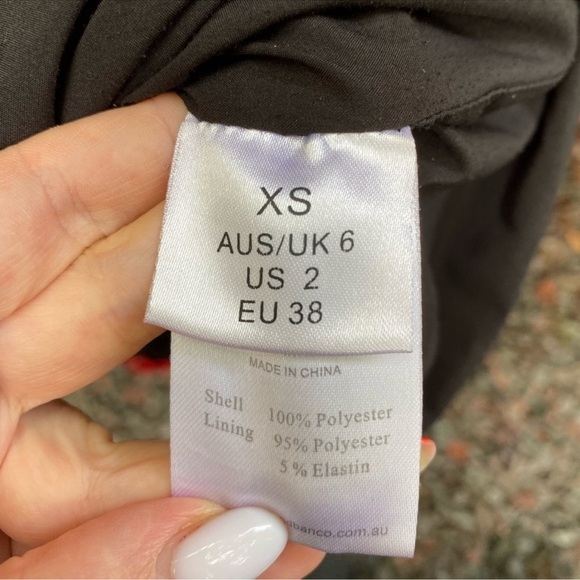 XS
AUS/UK 6
US 2
EU 38
MADE IN CHINA
Shell 100% Polyester
Lining 95% Polyester
5% Elastin